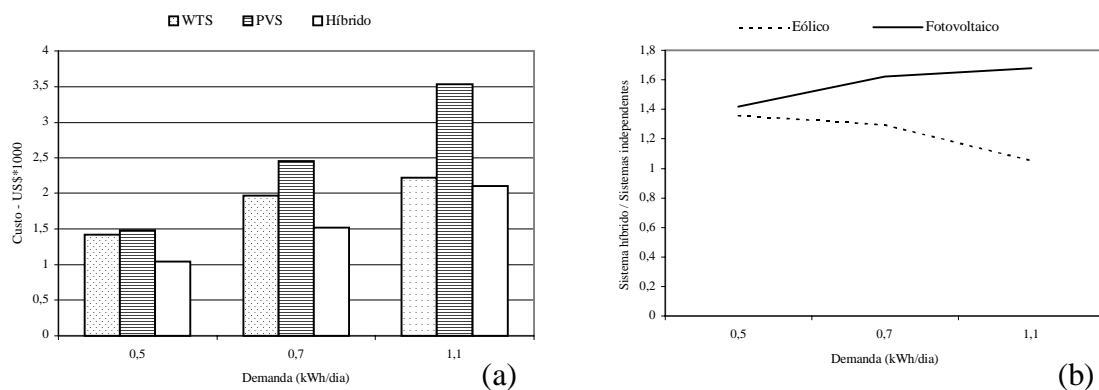 WTS PVS Híbrido
4
3,5
3
2,5
2
1,5
1
0,5
0
Custo - US$*1000
0,5 0,7 1,1
Demanda (kWh/dia)
(a)
Eólico Fotovoltaico
1,8
1,6
1,4
1,2
1
0,8
0,6
0,4
0,2
0
Sistema híbrido / Sistemas independentes
0,5 0,7 1,1
Demanda (kWh/dia)
(b)